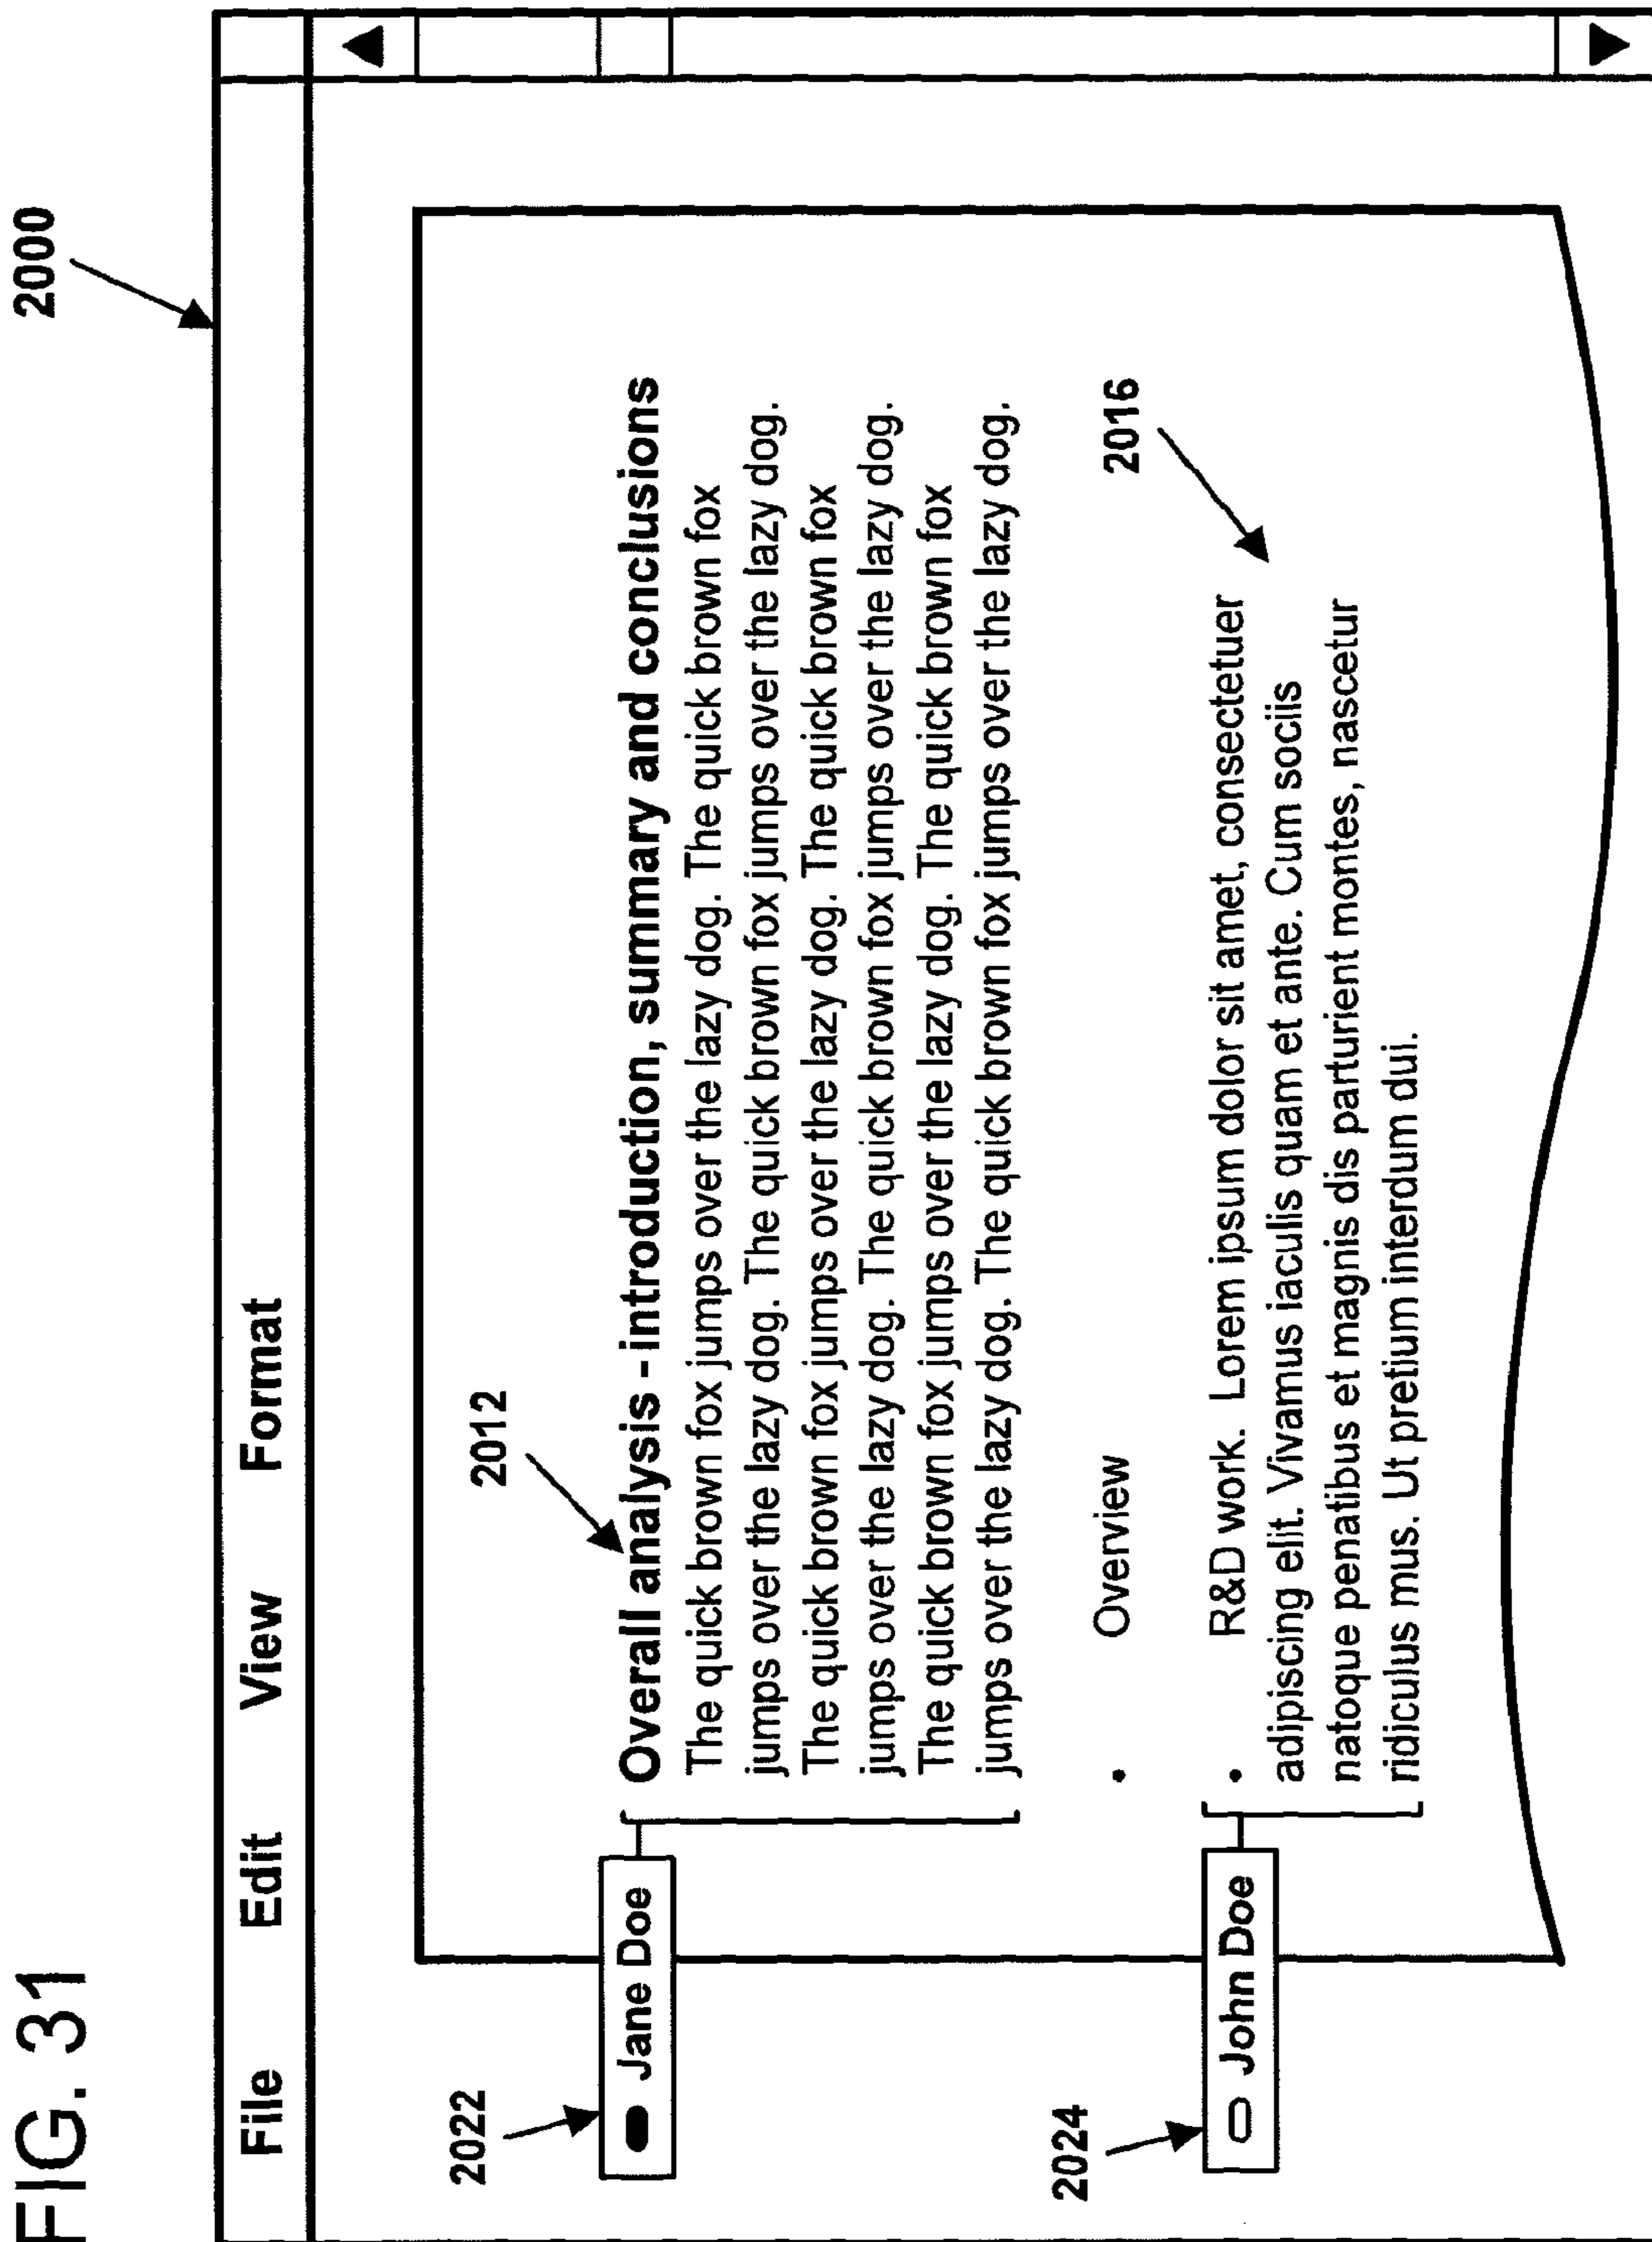 FIG. 31
2000
File Edit View Format
2012
2022
Jane Doe
Overall analysis - introduction, summary and conclusions
The quick brown fox jumps over the lazy dog. The quick brown fox
jumps over the lazy dog. The quick brown fox jumps over the lazy dog.
The quick brown fox jumps over the lazy dog. The quick brown fox
jumps over the lazy dog. The quick brown fox jumps over the lazy dog.
The quick brown fox jumps over the lazy dog. The quick brown fox
jumps over the lazy dog. The quick brown fox jumps over the lazy dog.
• Overview
2016
2024
John Doe
• R&D work. Lorem ipsum dolor sit amet, consectetuer
adipiscing elit. Vivamus iaculis quam et ante. Cum sociis
natoque penatibus et magnis dis parturient montes, nascetur
ridiculus mus. Ut pretium interdum dui.